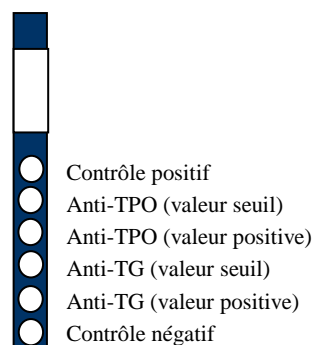 Contrôle positif
Anti-TPO (valeur seuil)
Anti-TPO (valeur positive)
Anti-TG (valeur seuil)
Anti-TG (valeur positive)
Contrôle négatif